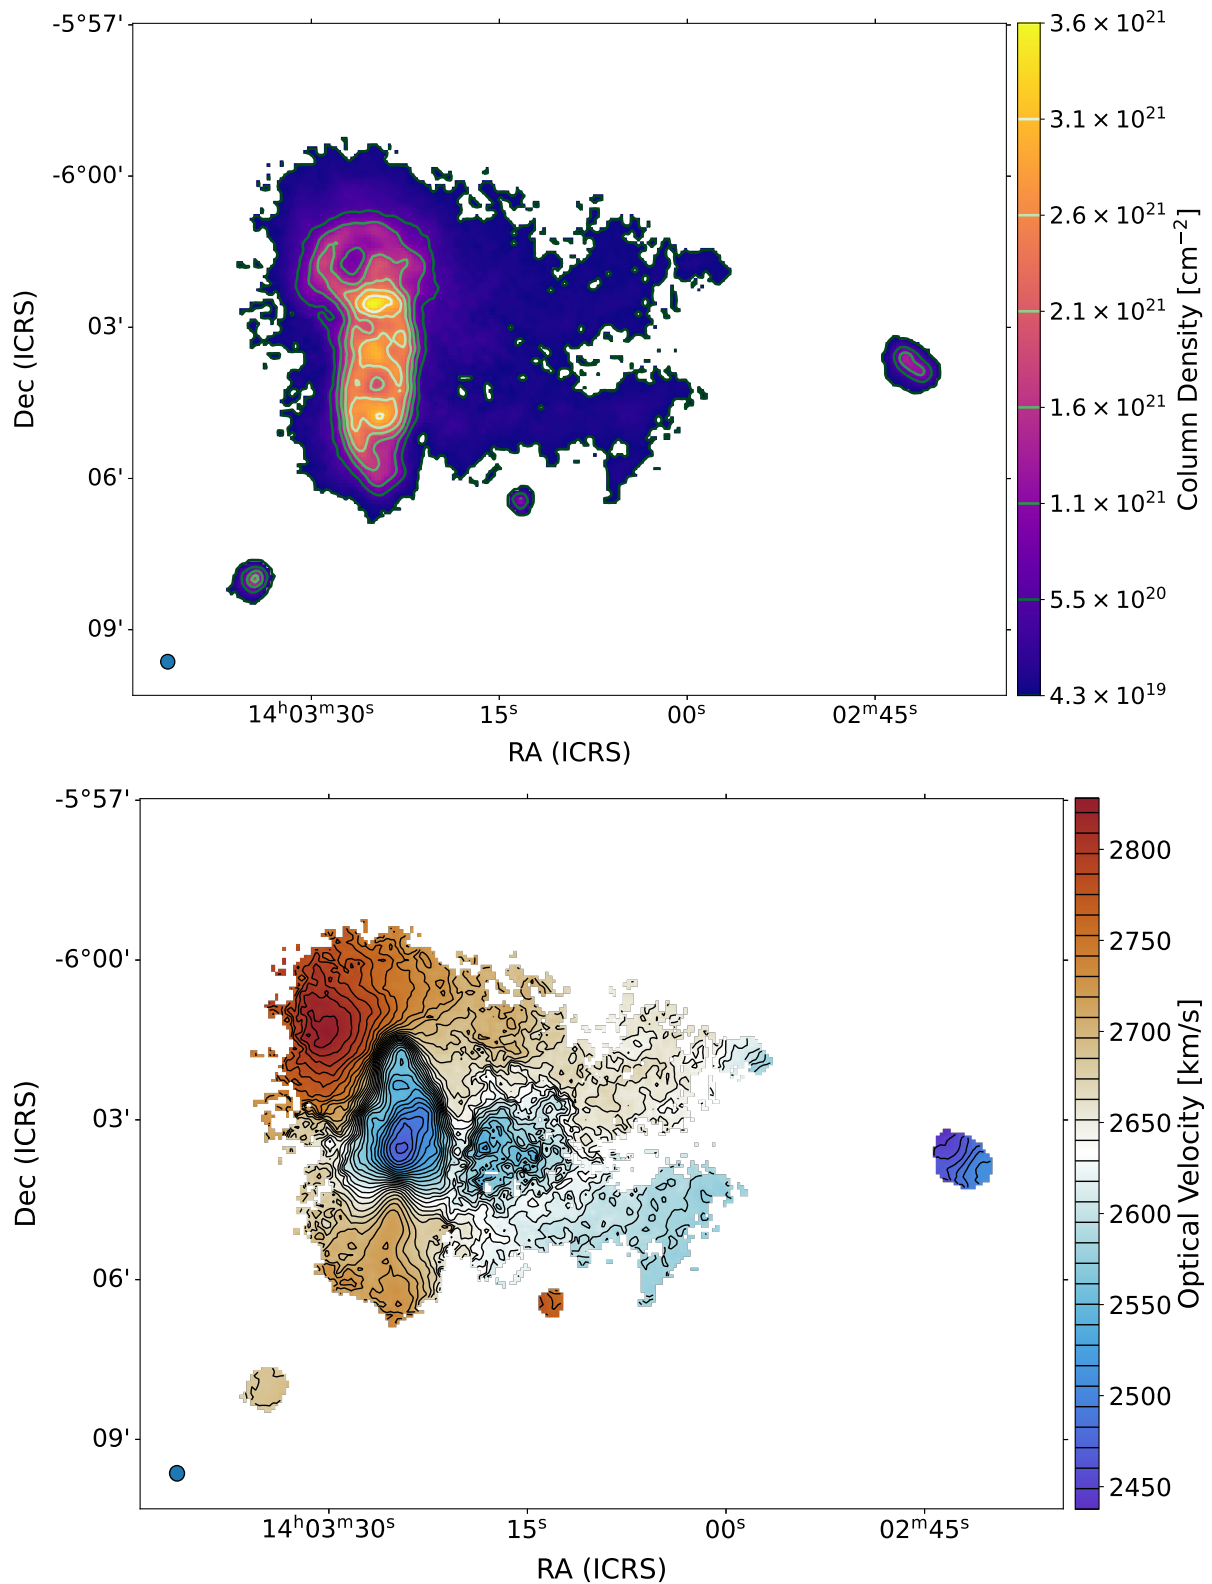 -5°57'
-6°00'
03'
06'
09'
Dec (ICRS)
14ʰ03ᵐ30ˢ 15ˢ 00ˢ 02ᵐ45ˢ
RA (ICRS)
3.6 × 10²¹
3.1 × 10²¹
2.6 × 10²¹
2.1 × 10²¹
1.6 × 10²¹
1.1 × 10²¹
5.5 × 10²⁰
4.3 × 10¹⁹
Column Density [cm⁻²]
-5°57'
-6°00'
03'
06'
09'
Dec (ICRS)
14ʰ03ᵐ30ˢ 15ˢ 00ˢ 02ᵐ45ˢ
RA (ICRS)
2800
2750
2700
2650
2600
2550
2500
2450
Optical Velocity [km/s]